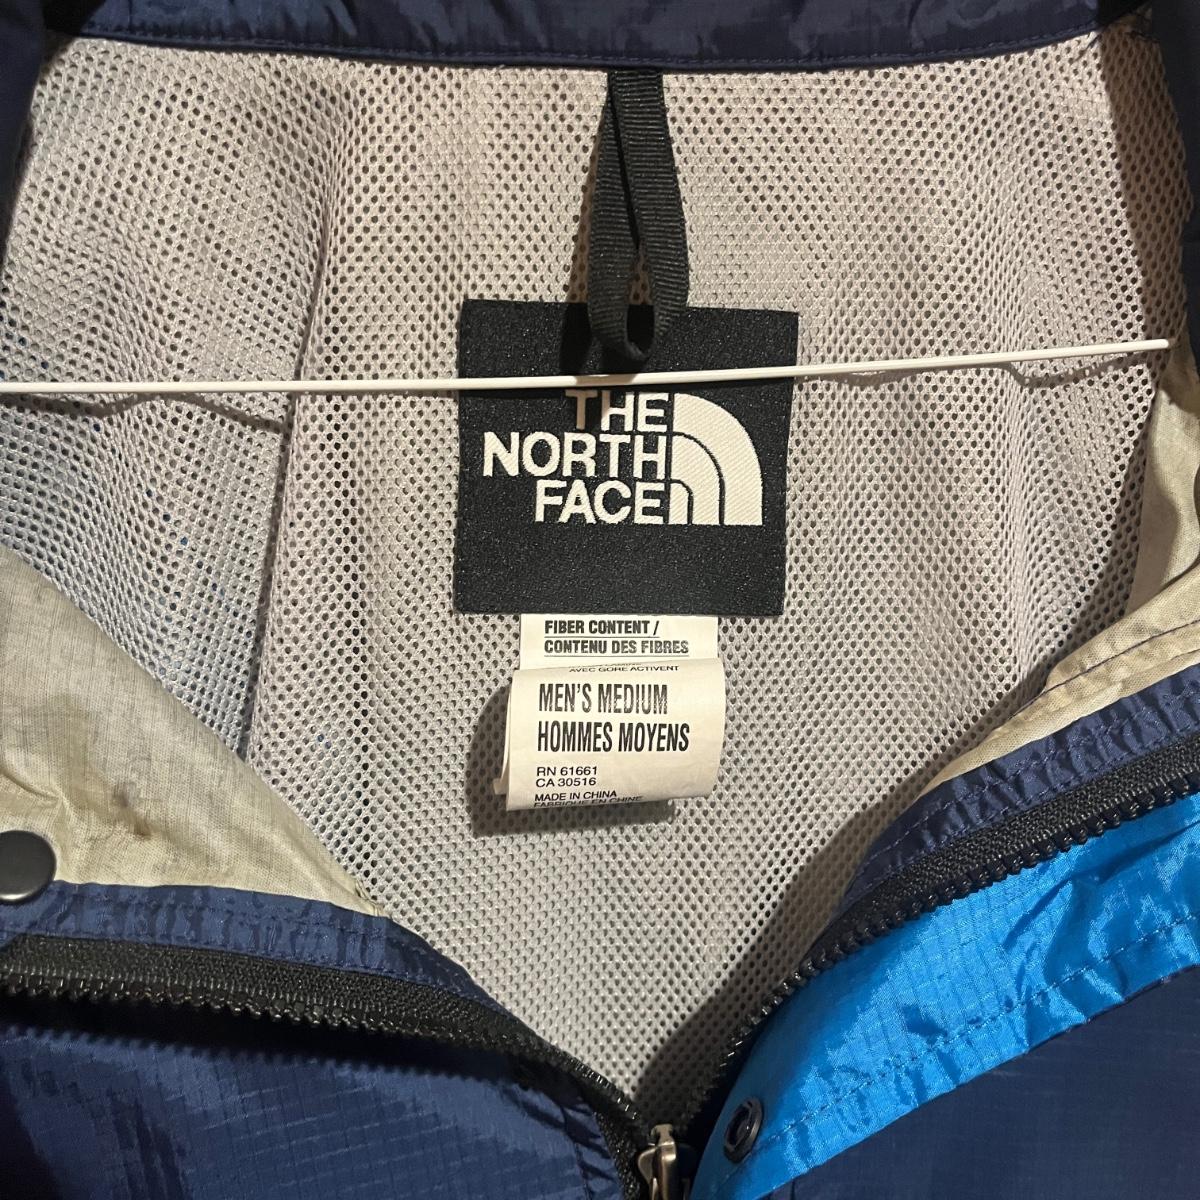 THE
NORTH
FACE
FIBER CONTENT /
CONTENU DES FIBRES
AVEC GORE ACTIVENT
MEN'S MEDIUM
HOMMES MOYENS
RN 61661
CA 30516
MADE IN CHINA
FABRIQUE EN CHINE